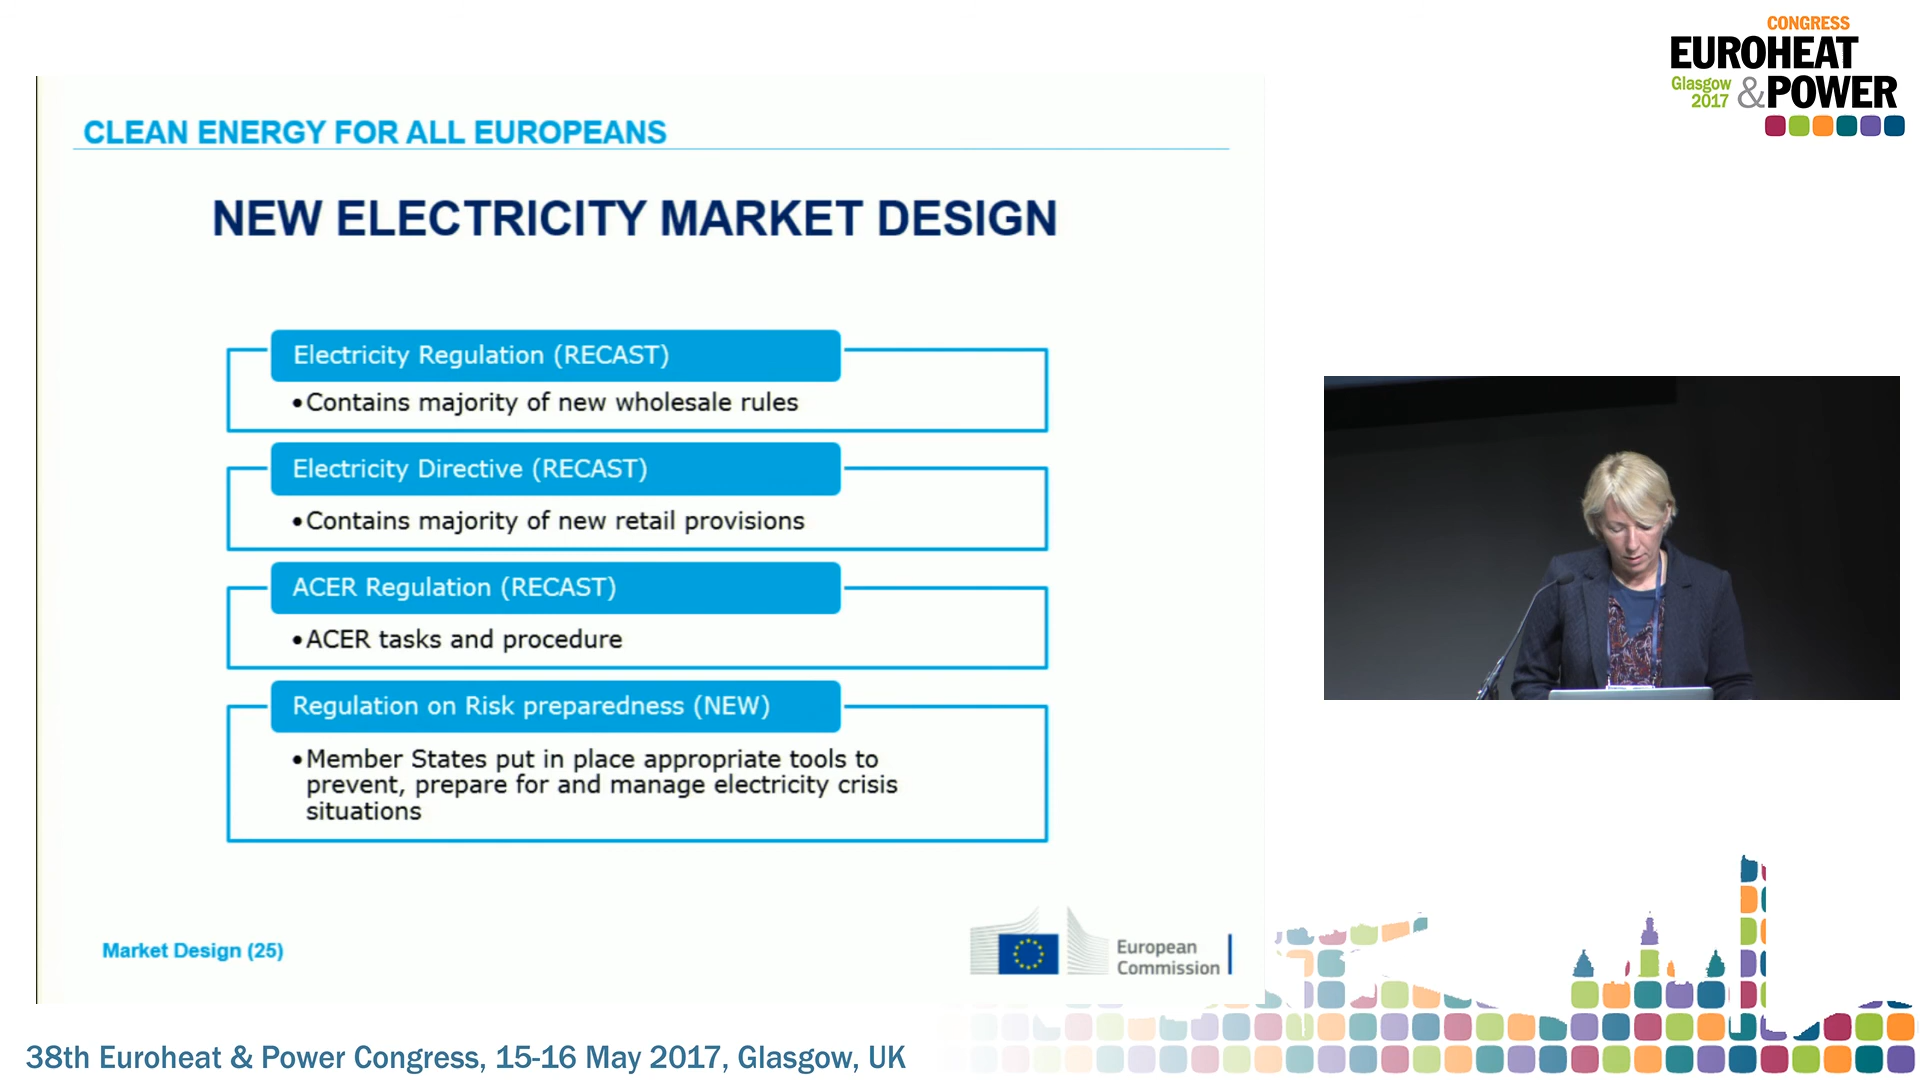 CONGRESS
EUROHEAT
Glasgow
2017
&POWER
CLEAN ENERGY FOR ALL EUROPEANS
NEW ELECTRICITY MARKET DESIGN
Electricity Regulation (RECAST)
•Contains majority of new wholesale rules
Electricity Directive (RECAST)
•Contains majority of new retail provisions
ACER Regulation (RECAST)
•ACER tasks and procedure
Regulation on Risk preparedness (NEW)
•Member States put in place appropriate tools to
prevent, prepare for and manage electricity crisis
situations
Market Design (25)
European
Commission
38th Euroheat & Power Congress, 15-16 May 2017, Glasgow, UK